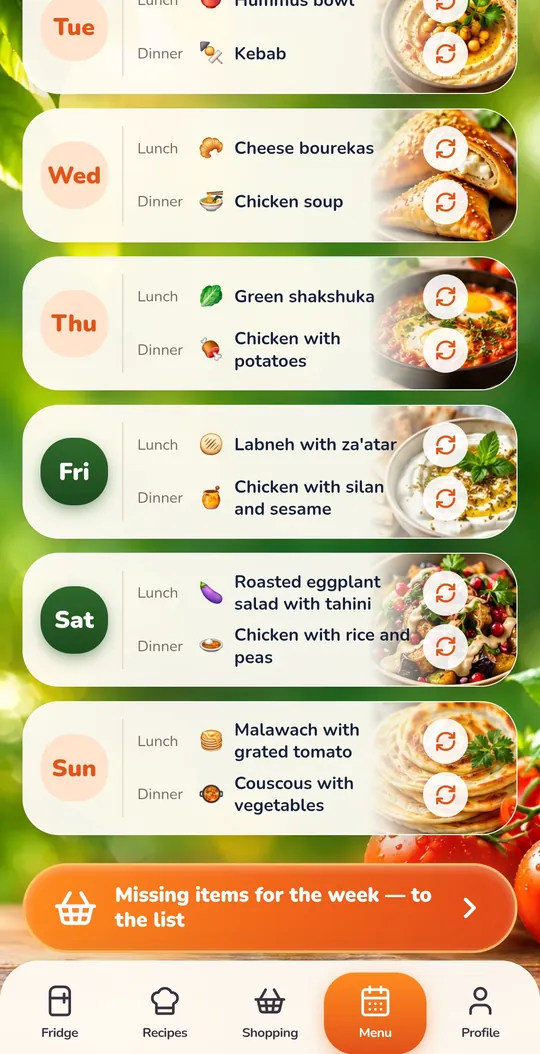 Lunch Hummus bowl
Tue
Dinner Kebab
Lunch Cheese bourekas
Wed
Dinner Chicken soup
Lunch Green shakshuka
Thu
Dinner Chicken with
potatoes
Lunch Labneh with za'atar
Fri
Dinner Chicken with silan
and sesame
Lunch Roasted eggplant
salad with tahini
Sat
Dinner Chicken with rice and
peas
Lunch Malawach with
grated tomato
Sun
Dinner Couscous with
vegetables
Missing items for the week — to
the list
Fridge Recipes Shopping Menu Profile